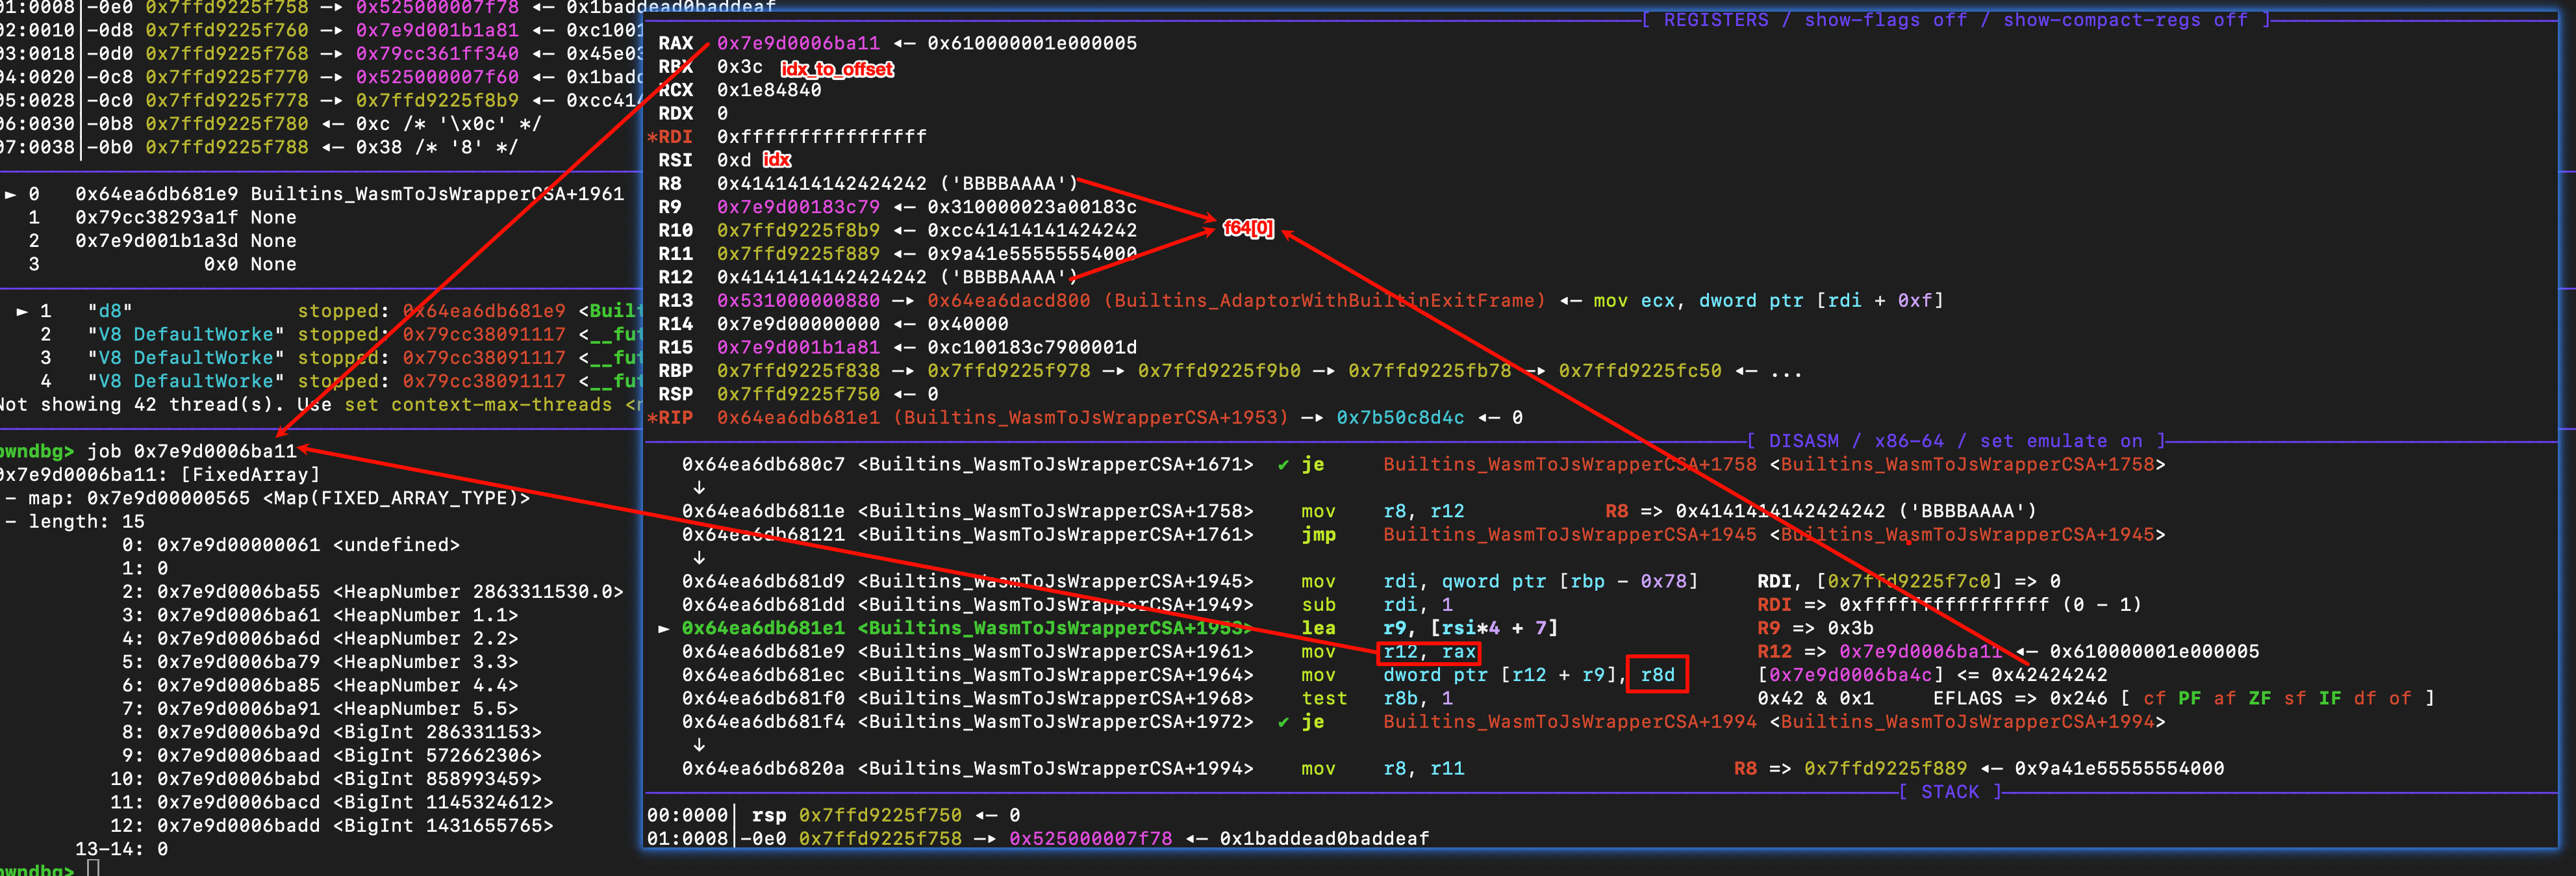 01:0008│-0e0 0x7ffd9225f758 —▸ 0x525000007f78 ◂— 0x1baddead0baddeaf
02:0010│-0d8 0x7ffd9225f760 —▸ 0x7e9d001b1a81 ◂— 0xc1001
03:0018│-0d0 0x7ffd9225f768 —▸ 0x79cc361ff340 ◂— 0x45e03
04:0020│-0c8 0x7ffd9225f770 —▸ 0x525000007f60 ◂— 0x1badd
05:0028│-0c0 0x7ffd9225f778 —▸ 0x7ffd9225f8b9 ◂— 0xcc414
06:0030│-0b8 0x7ffd9225f780 ◂— 0xc /* '\x0c' */
07:0038│-0b0 0x7ffd9225f788 ◂— 0x38 /* '8' */
► 0 0x64ea6db681e9 Builtins_WasmToJsWrapperCSA+1961
1 0x79cc38293a1f None
2 0x7e9d001b1a3d None
3 0x0 None
► 1 "d8" stopped: 0x64ea6db681e9 <Buil
2 "V8 DefaultWorke" stopped: 0x79cc38091117 <__fut
3 "V8 DefaultWorke" stopped: 0x79cc38091117 <__fut
4 "V8 DefaultWorke" stopped: 0x79cc38091117 <__fut
Not showing 42 thread(s). Use set context-max-threads <n
pwndbg> job 0x7e9d0006ba11
0x7e9d0006ba11: [FixedArray]
- map: 0x7e9d00000565 <Map(FIXED_ARRAY_TYPE)>
- length: 15
0: 0x7e9d00000061 <undefined>
1: 0
2: 0x7e9d0006ba55 <HeapNumber 2863311530.0>
3: 0x7e9d0006ba61 <HeapNumber 1.1>
4: 0x7e9d0006ba6d <HeapNumber 2.2>
5: 0x7e9d0006ba79 <HeapNumber 3.3>
6: 0x7e9d0006ba85 <HeapNumber 4.4>
7: 0x7e9d0006ba91 <HeapNumber 5.5>
8: 0x7e9d0006ba9d <BigInt 286331153>
9: 0x7e9d0006baad <BigInt 572662306>
10: 0x7e9d0006babd <BigInt 858993459>
11: 0x7e9d0006bacd <BigInt 1145324612>
12: 0x7e9d0006badd <BigInt 1431655765>
13-14: 0
pwndbg>
[ REGISTERS / show-flags off / show-compact-regs off ]
RAX 0x7e9d0006ba11 ◂— 0x610000001e000005
RBX 0x3c idx_to_offset
RCX 0x1e84840
RDX 0
*RDI 0xffffffffffffffff
RSI 0xd idx
R8 0x4141414142424242 ('BBBBAAAA')
R9 0x7e9d00183c79 ◂— 0x310000023a00183c
f64[0]
R10 0x7ffd9225f8b9 ◂— 0xcc41414141424242
R11 0x7ffd9225f889 ◂— 0x9a41e55555554000
R12 0x4141414142424242 ('BBBBAAAA')
R13 0x531000000880 —▸ 0x64ea6dacd800 (Builtins_AdaptorWithBuiltinExitFrame) ◂— mov ecx, dword ptr [rdi + 0xf]
R14 0x7e9d00000000 ◂— 0x40000
R15 0x7e9d001b1a81 ◂— 0xc100183c7900001d
RBP 0x7ffd9225f838 —▸ 0x7ffd9225f978 —▸ 0x7ffd9225f9b0 —▸ 0x7ffd9225fb78 —▸ 0x7ffd9225fc50 ◂— ...
RSP 0x7ffd9225f750 ◂— 0
*RIP 0x64ea6db681e1 (Builtins_WasmToJsWrapperCSA+1953) —▸ 0x7b50c8d4c ◂— 0
[ DISASM / x86-64 / set emulate on ]
0x64ea6db680c7 <Builtins_WasmToJsWrapperCSA+1671> ✔ je Builtins_WasmToJsWrapperCSA+1758 <Builtins_WasmToJsWrapperCSA+1758>
↓
0x64ea6db6811e <Builtins_WasmToJsWrapperCSA+1758> mov r8, r12 R8 => 0x4141414142424242 ('BBBBAAAA')
0x64ea6db68121 <Builtins_WasmToJsWrapperCSA+1761> jmp Builtins_WasmToJsWrapperCSA+1945 <Builtins_WasmToJsWrapperCSA+1945>
↓
0x64ea6db681d9 <Builtins_WasmToJsWrapperCSA+1945> mov rdi, qword ptr [rbp - 0x78] RDI, [0x7ffd9225f7c0] => 0
0x64ea6db681dd <Builtins_WasmToJsWrapperCSA+1949> sub rdi, 1 RDI => 0xffffffffffffffff (0 - 1)
► 0x64ea6db681e1 <Builtins_WasmToJsWrapperCSA+1953> lea r9, [rsi*4 + 7] R9 => 0x3b
0x64ea6db681e9 <Builtins_WasmToJsWrapperCSA+1961> mov r12, rax R12 => 0x7e9d0006ba11 ◂— 0x610000001e000005
0x64ea6db681ec <Builtins_WasmToJsWrapperCSA+1964> mov dword ptr [r12 + r9], r8d [0x7e9d0006ba4c] <= 0x42424242
0x64ea6db681f0 <Builtins_WasmToJsWrapperCSA+1968> test r8b, 1 0x42 & 0x1 EFLAGS => 0x246 [ cf PF af ZF sf IF df of ]
0x64ea6db681f4 <Builtins_WasmToJsWrapperCSA+1972> ✔ je Builtins_WasmToJsWrapperCSA+1994 <Builtins_WasmToJsWrapperCSA+1994>
↓
0x64ea6db6820a <Builtins_WasmToJsWrapperCSA+1994> mov r8, r11 R8 => 0x7ffd9225f889 ◂— 0x9a41e55555554000
[ STACK ]
00:0000│ rsp 0x7ffd9225f750 ◂— 0
01:0008│-0e0 0x7ffd9225f758 —▸ 0x525000007f78 ◂— 0x1baddead0baddeaf